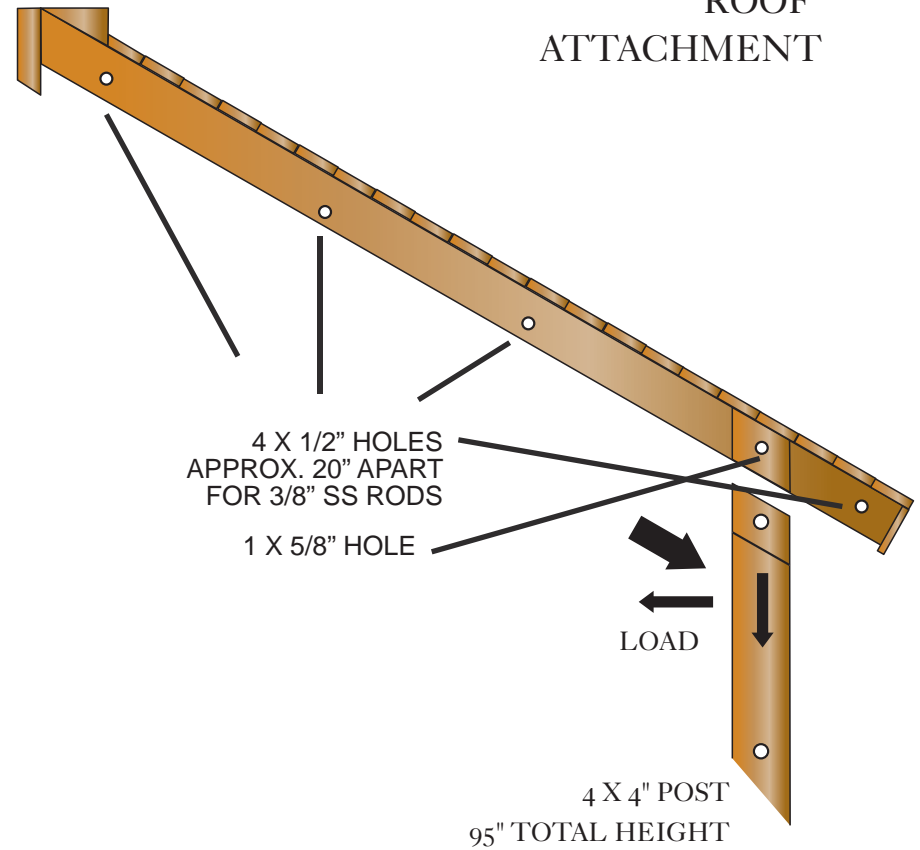 ROOF
ATTACHMENT
4 X 1/2” HOLES
APPROX. 20” APART
FOR 3/8” SS RODS
1 X 5/8” HOLE
LOAD
4 X 4" POST
95" TOTAL HEIGHT